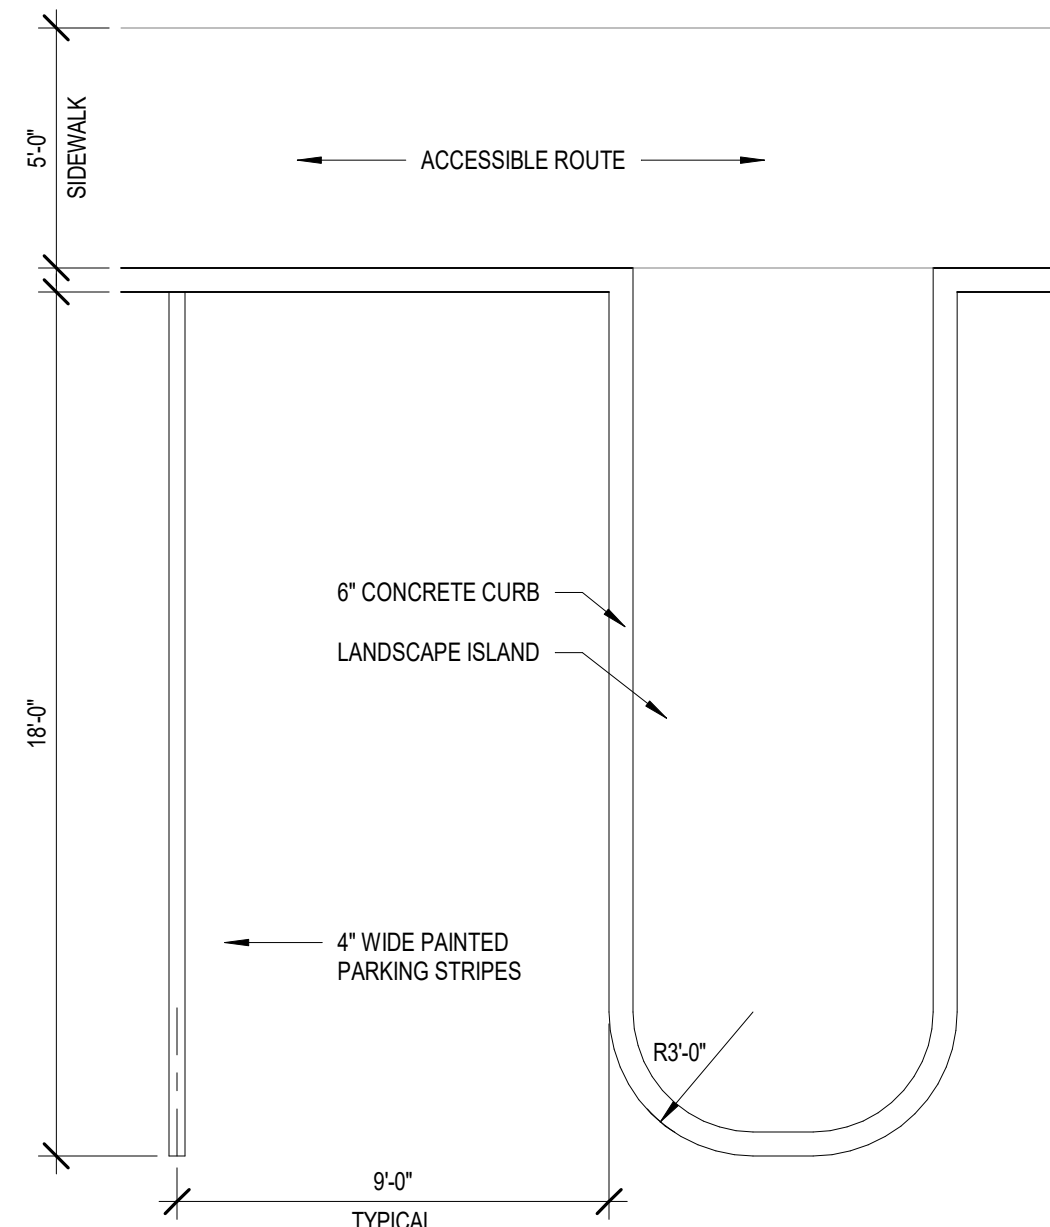 5'-0"
SIDEWALK
ACCESSIBLE ROUTE
6" CONCRETE CURB
LANDSCAPE ISLAND
18'-0"
4" WIDE PAINTED
PARKING STRIPES
R3'-0"
9'-0"
TYPICAL